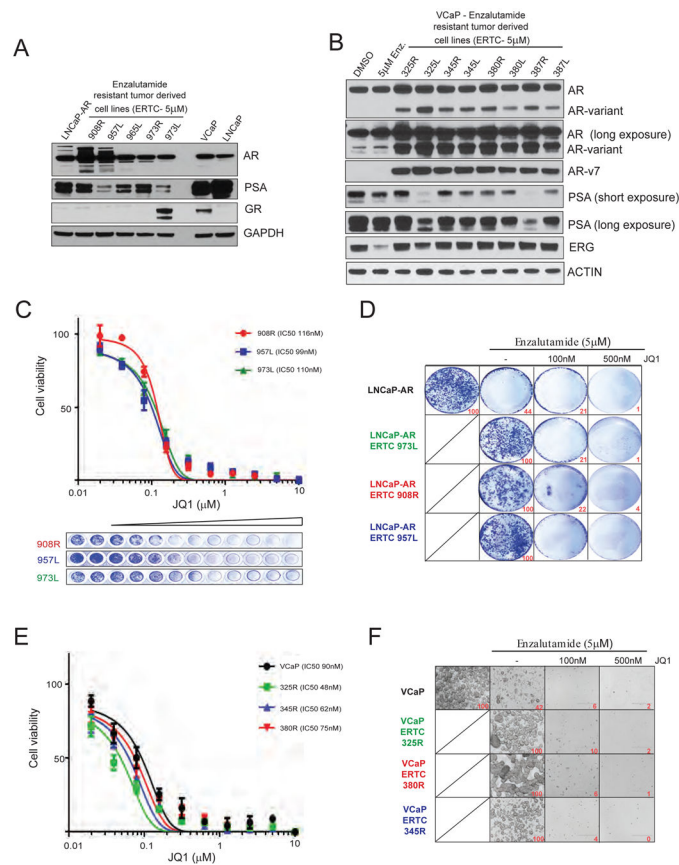 A
Enzalutamide
resistant tumor derived
cell lines (ERTC- 5μM)
LNCaP-AR
908R
957L
965L
973R
973L
VCaP
LNCaP
AR
PSA
GR
GAPDH
B
VCaP - Enzalutamide
resistant tumor derived
cell lines (ERTC- 5μM)
DMSO
5μM Enz.
325R
325L
345R
345L
380R
380L
387R
387L
AR
AR-variant
AR (long exposure)
AR-variant
AR-v7
PSA (short exposure)
PSA (long exposure)
ERG
ACTIN
C
Cell viability
100
50
908R (IC50 116nM)
957L (IC50 99nM)
973L (IC50 110nM)
0.01
0.1
1
10
JQ1 (μM)
908R
957L
973L
D
Enzalutamide (5μM)
- 100nM 500nM JQ1
LNCaP-AR
100 44 21 1
LNCaP-AR
ERTC 973L
100 21 1
LNCaP-AR
ERTC 908R
100 22 4
LNCaP-AR
ERTC 957L
100
E
Cell viability
100
50
VCaP (IC50 90nM)
325R (IC50 48nM)
345R (IC50 62nM)
380R (IC50 75nM)
0.01
0.1
1
10
JQ1 (μM)
F
Enzalutamide (5μM)
- 100nM 500nM JQ1
VCaP
100 47 8 2
VCaP
ERTC
325R
100 10 2
VCaP
ERTC
380R
100 6 1
VCaP
ERTC
345R
100 4 0